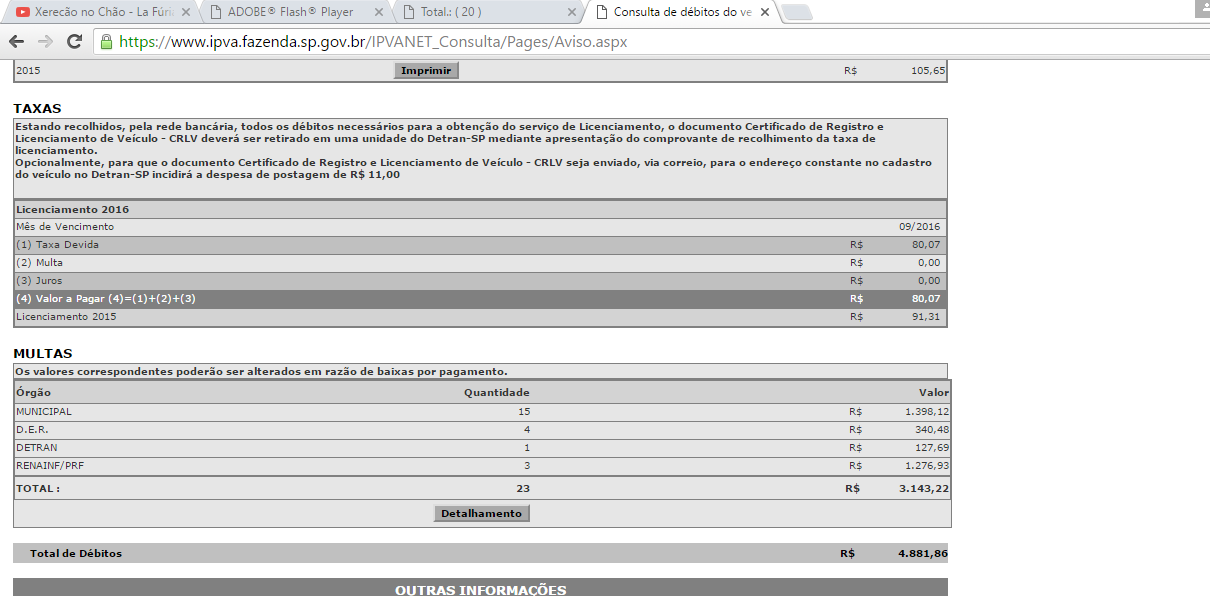 Xerecão no Chão - La Fúri
ADOBE® Flash® Player
Total.: ( 20 )
Consulta de débitos do ve
https://www.ipva.fazenda.sp.gov.br/IPVANET_Consulta/Pages/Aviso.aspx
2015 Imprimir R$ 105,65
TAXAS
Estando recolhidos, pela rede bancária, todos os débitos necessários para a obtenção do serviço de Licenciamento, o documento Certificado de Registro e
Licenciamento de Veículo - CRLV deverá ser retirado em uma unidade do Detran-SP mediante apresentação do comprovante de recolhimento da taxa de
licenciamento.
Opcionalmente, para que o documento Certificado de Registro e Licenciamento de Veículo - CRLV seja enviado, via correio, para o endereço constante no cadastro
do veículo no Detran-SP incidirá a despesa de postagem de R$ 11,00
Licenciamento 2016
Mês de Vencimento 09/2016
(1) Taxa Devida R$ 80,07
(2) Multa R$ 0,00
(3) Juros R$ 0,00
(4) Valor a Pagar (4)=(1)+(2)+(3) R$ 80,07
Licenciamento 2015 R$ 91,31
MULTAS
Os valores correspondentes poderão ser alterados em razão de baixas por pagamento.
Órgão Quantidade Valor
MUNICIPAL 15 R$ 1.398,12
D.E.R. 4 R$ 340,48
DETRAN 1 R$ 127,69
RENAINF/PRF 3 R$ 1.276,93
TOTAL : 23 R$ 3.143,22
Detalhamento
Total de Débitos R$ 4.881,86
OUTRAS INFORMAÇÕES